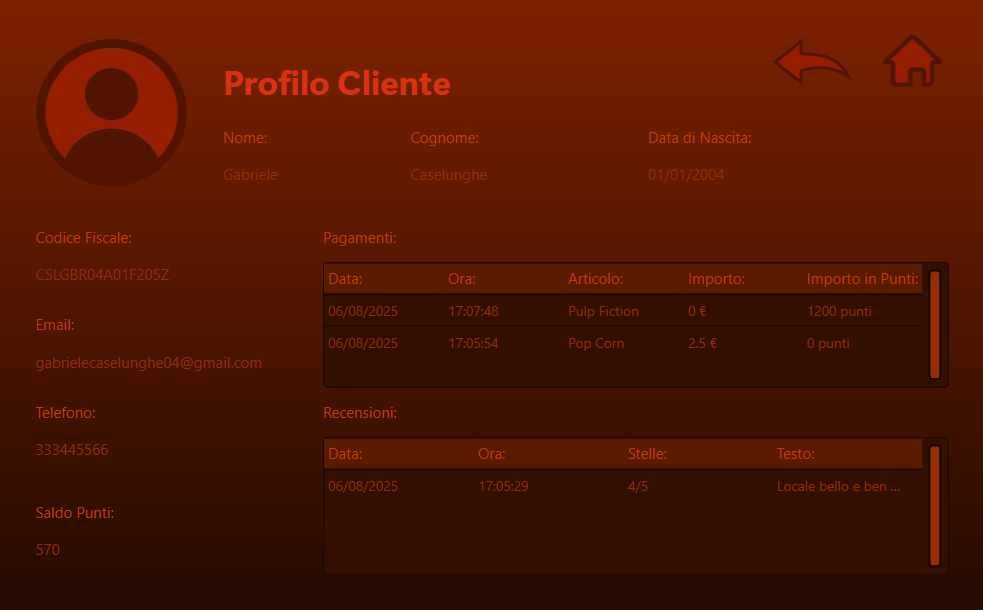 Profilo Cliente
Nome: Cognome: Data di Nascita:
Gabriele Caselunghe 01/01/2004
Codice Fiscale:
CSLGBR04A01F205Z
Email:
gabrielecaselunghe04@gmail.com
Telefono:
333445566
Saldo Punti:
570
Pagamenti:
Data: Ora: Articolo: Importo: Importo in Punti:
06/08/2025 17:07:48 Pulp Fiction 0 € 1200 punti
06/08/2025 17:05:54 Pop Corn 2.5 € 0 punti
Recensioni:
Data: Ora: Stelle: Testo:
06/08/2025 17:05:29 4/5 Locale bello e ben ...